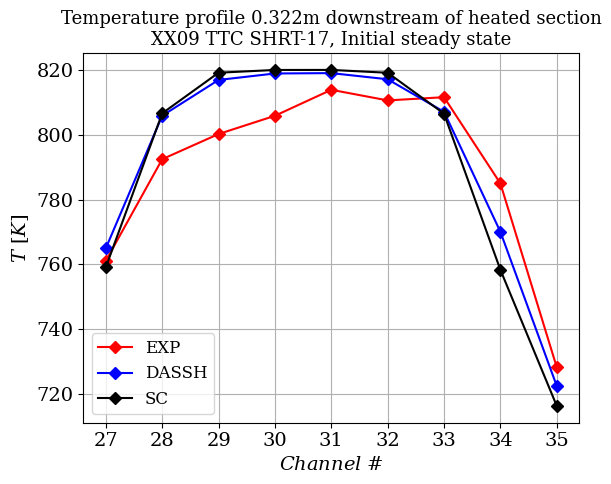 Temperature profile 0.322m downstream of heated section
XX09 TTC SHRT-17, Initial steady state
820
800
780
760
740
720
T [K]
EXP
DASSH
SC
27 28 29 30 31 32 33 34 35
Channel #